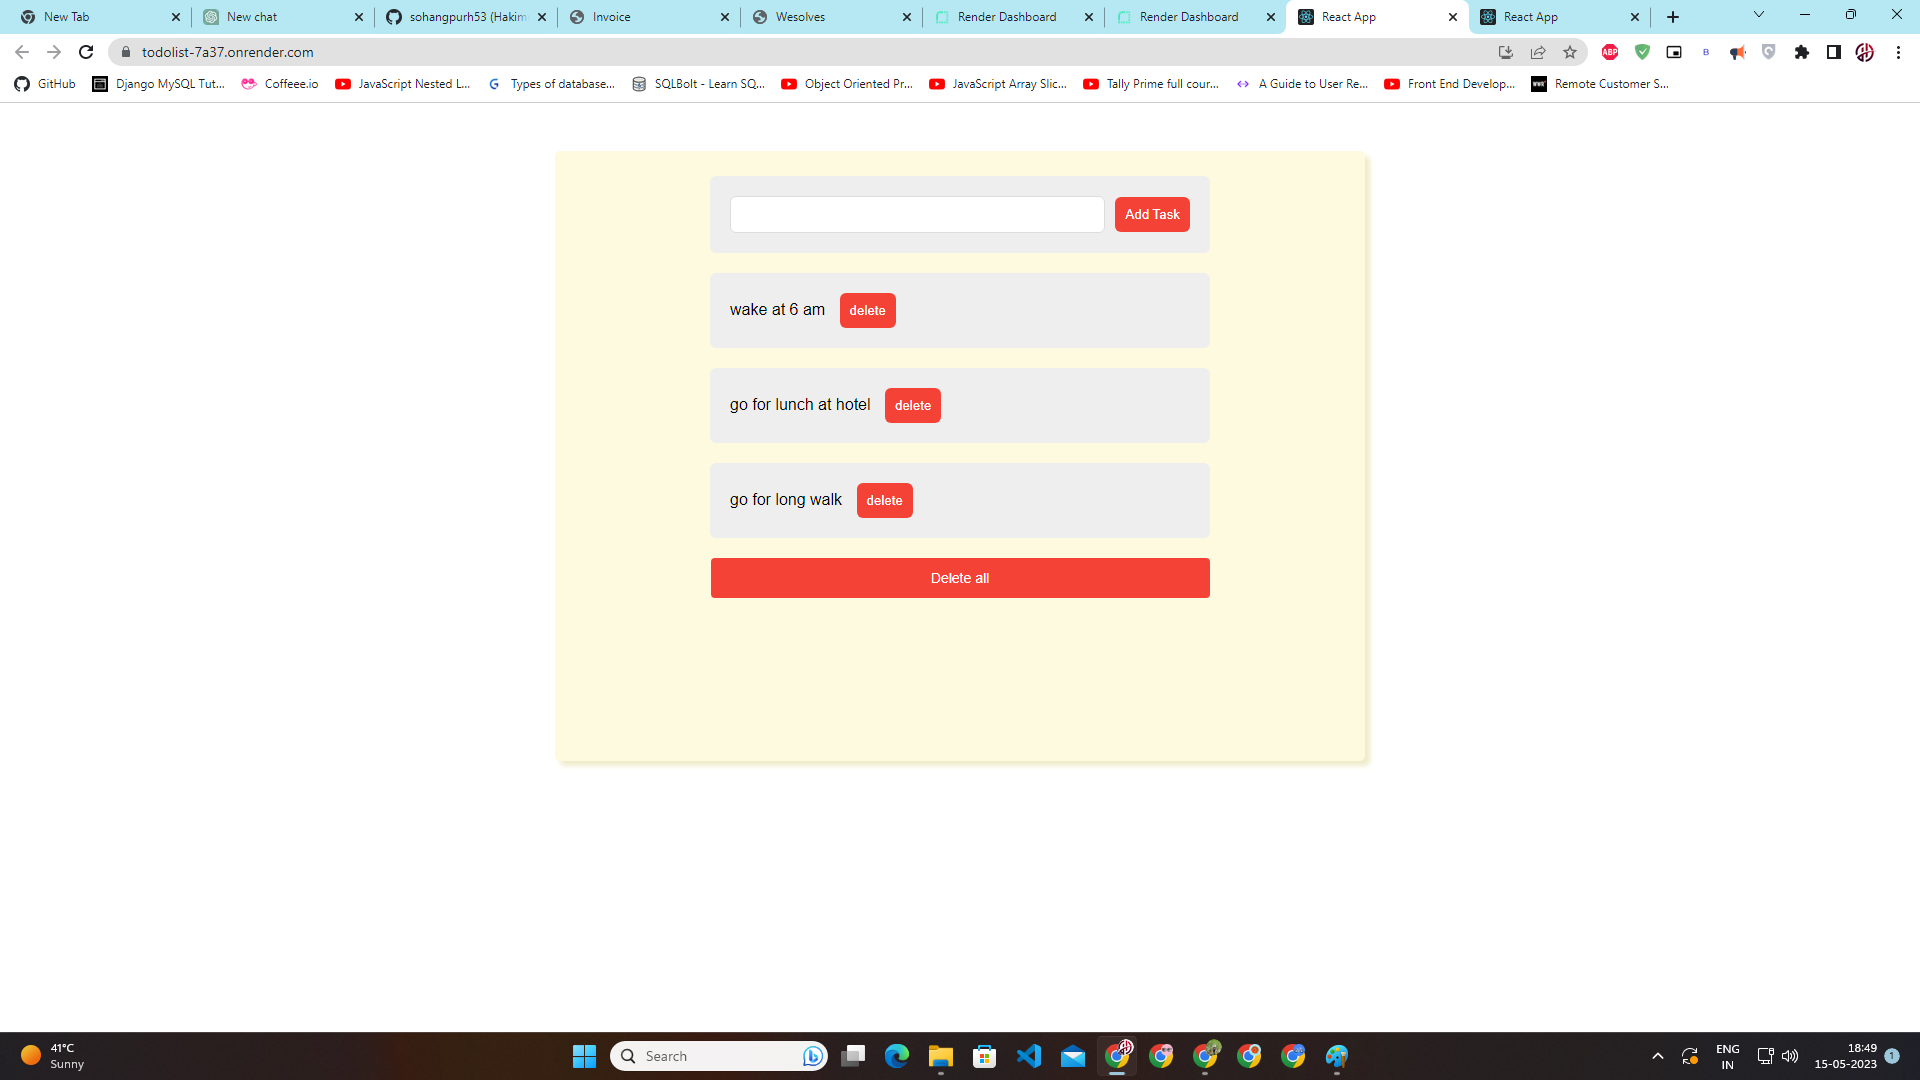 New Tab
New chat
sohangpurh53 (Hakim
Invoice
Wesolves
Render Dashboard
Render Dashboard
React App
React App
todolist-7a37.onrender.com
ABP
B
GitHub
Django MySQL Tut...
Coffeee.io
JavaScript Nested L...
Types of database...
SQLBolt - Learn SQ...
Object Oriented Pr...
JavaScript Array Slic...
Tally Prime full cour...
A Guide to User Re...
Front End Develop...
Remote Customer S...
Add Task
wake at 6 am delete
go for lunch at hotel delete
go for long walk delete
Delete all
41°C
Sunny
Search
ENG
IN
18:49
15-05-2023
1